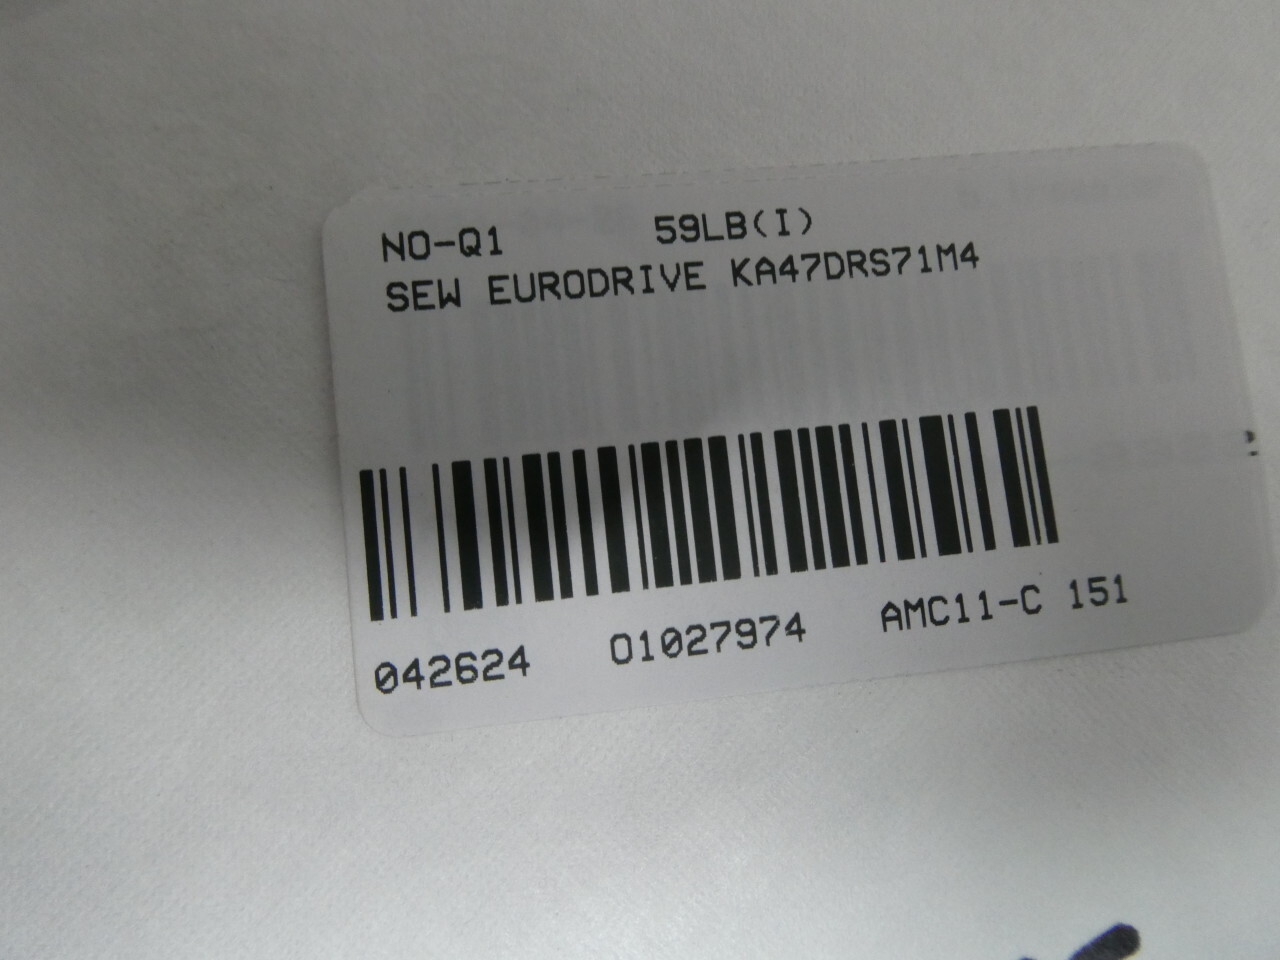 NO-Q1 59LB(I)
SEW EURODRIVE KA47DRS71M4
042624 01027974 AMC11-C 151